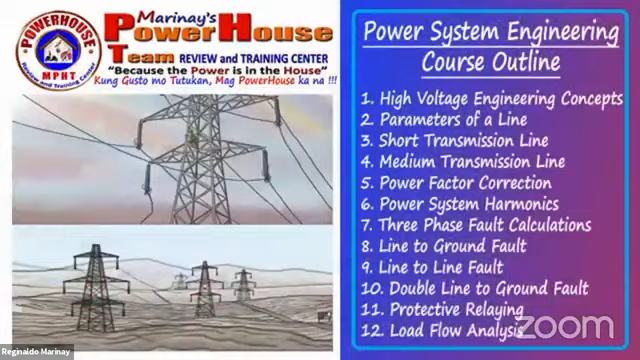 POWERHOUSE
MPHT
Review and Training Center
Marinay's
PowerHouse
Team REVIEW and TRAINING CENTER
"Because the Power is in the House"
Kung Gusto mo Tutukan, Mag PowerHouse ka na !!!
Power System Engineering
Course Outline
1. High Voltage Engineering Concepts
2. Parameters of a Line
3. Short Transmission Line
4. Medium Transmission Line
5. Power Factor Correction
6. Power System Harmonics
7. Three Phase Fault Calculations
8. Line to Ground Fault
9. Line to Line Fault
10. Double Line to Ground Fault
11. Protective Relaying
12. Load Flow Analysis
zoom
Reginaldo Marinay